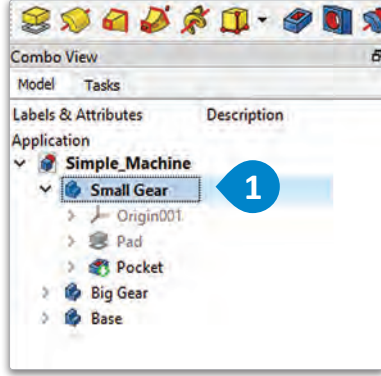 Combo View
Model Tasks
Labels & Attributes Description
Application
Simple_Machine
Small Gear 1
Origin001
Pad
Pocket
Big Gear
Base